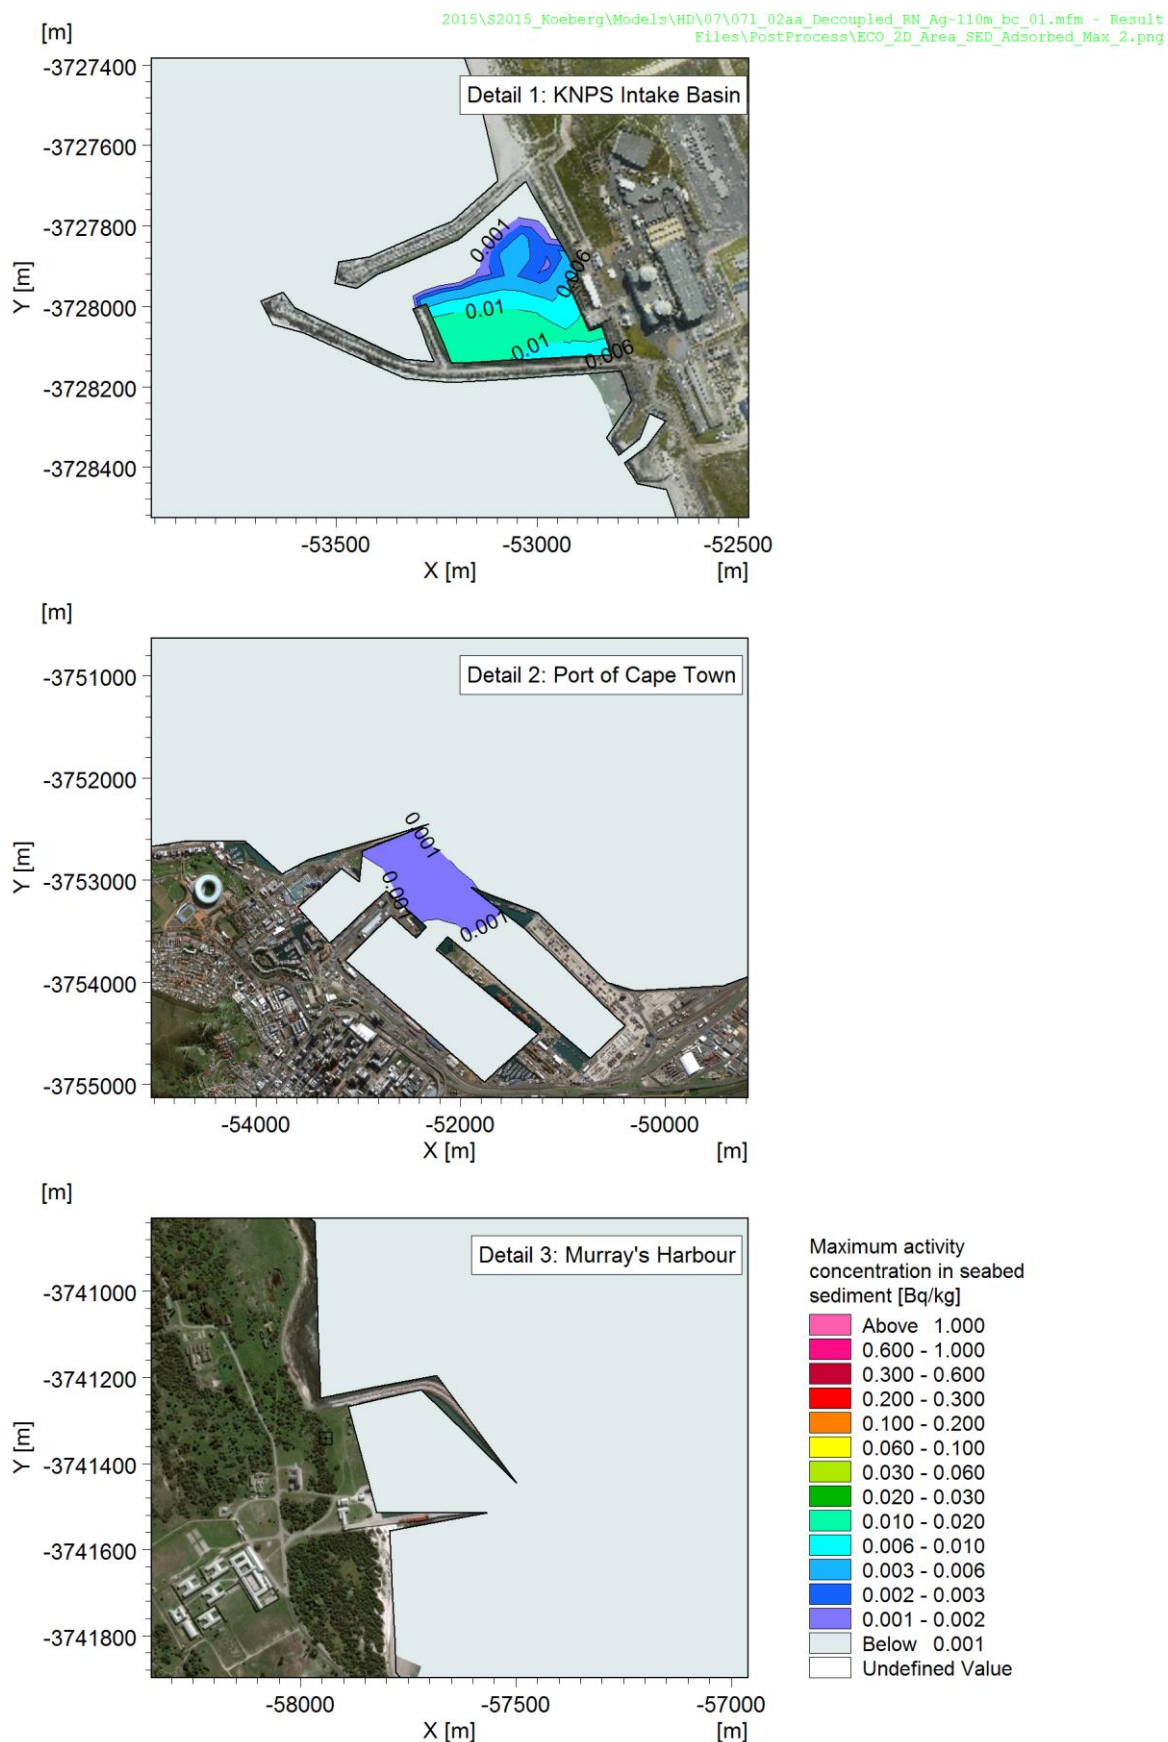 2015\S2015_Koeberg\Models\HD\07\07l_02aa_Decoupled_RN_Ag-110m_bc_01.mfm - Result
Files\PostProcess\ECO_2D_Area_SED_Adsorbed_Max_2.png
[m]
-3727400
Detail 1: KNPS Intake Basin
-3727600
-3727800
0.001
0.006
Y [m]
-3728000
0.01
0.01
0.006
-3728200
-3728400
-53500
-53000
-52500
X [m]
[m]
[m]
-3751000
Detail 2: Port of Cape Town
-3752000
0.001
Y [m]
-3753000
0.001
0.001
-3754000
-3755000
-54000
-52000
-50000
X [m]
[m]
[m]
Detail 3: Murray's Harbour
-3741000
-3741200
Y [m]
-3741400
-3741600
-3741800
-58000
-57500
-57000
X [m]
[m]
Maximum activity
concentration in seabed
sediment [Bq/kg]
Above 1.000
0.600 - 1.000
0.300 - 0.600
0.200 - 0.300
0.100 - 0.200
0.060 - 0.100
0.030 - 0.060
0.020 - 0.030
0.010 - 0.020
0.006 - 0.010
0.003 - 0.006
0.002 - 0.003
0.001 - 0.002
Below 0.001
Undefined Value